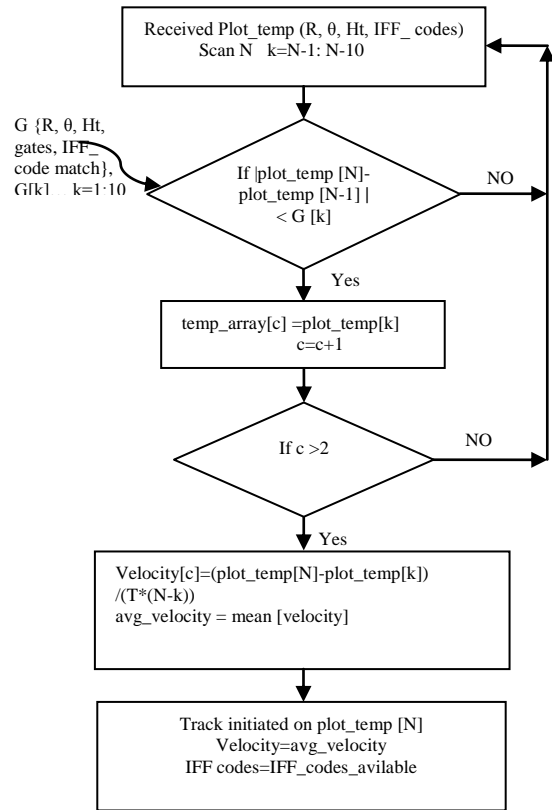 Received Plot_temp (R, θ, Ht, IFF_ codes)
Scan N k=N-1: N-10
G {R, θ, Ht,
gates, IFF_
code match},
G[k] .. k=1:10
If |plot_temp [N]-
plot_temp [N-1] |
< G [k]
NO
Yes
temp_array[c] =plot_temp[k]
c=c+1
If c >2
NO
Yes
Velocity[c]=(plot_temp[N]-plot_temp[k])
/(T*(N-k))
avg_velocity = mean [velocity]
Track initiated on plot_temp [N]
Velocity=avg_velocity
IFF codes=IFF_codes_avilable